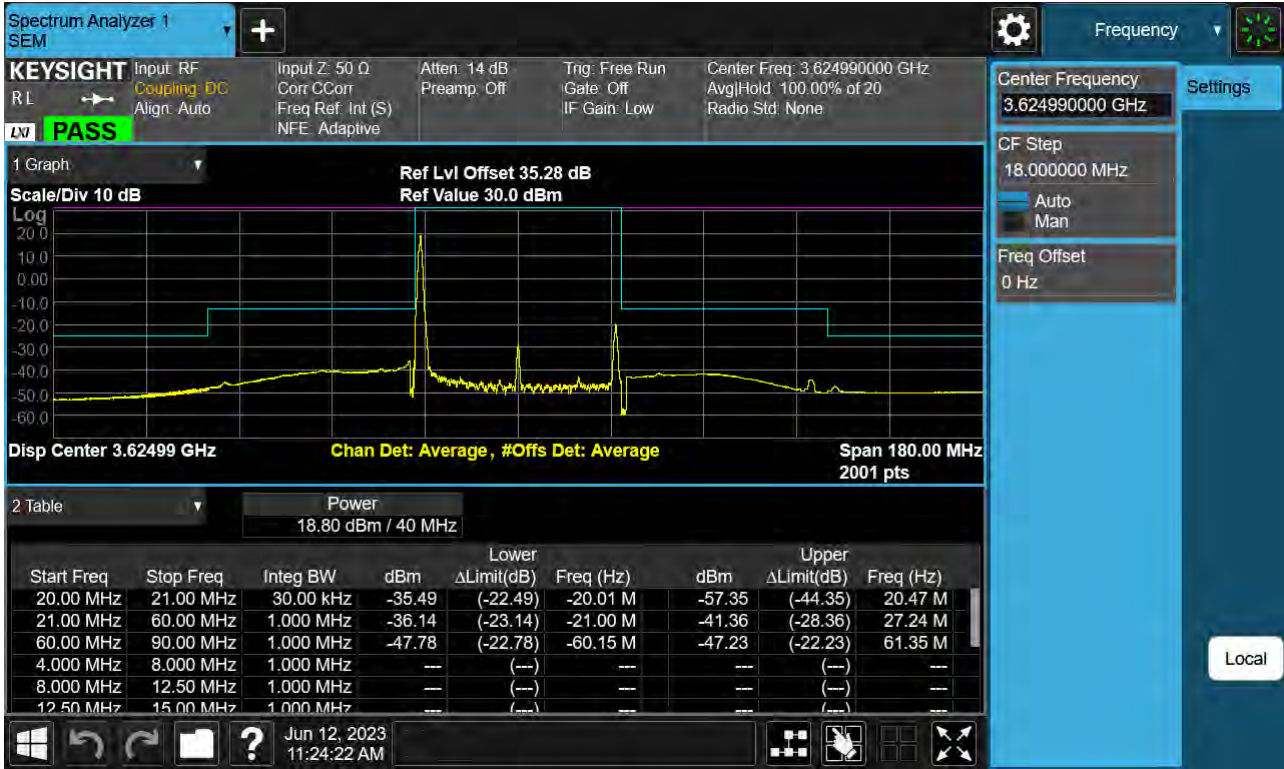 Spectrum Analyzer 1
SEM
+
Frequency
KEYSIGHT
Input: RF
Coupling: DC
Align: Auto
Input Z: 50 Ω
Corr CCorr
Freq Ref: Int (S)
NFE: Adaptive
Atten: 14 dB
Preamp: Off
Trig: Free Run
Gate: Off
IF Gain: Low
Center Freq: 3.624990000 GHz
Avg|Hold: 100.00% of 20
Radio Std: None
R L
LXI
PASS
Center Frequency
3.624990000 GHz
Settings
CF Step
18.000000 MHz
Auto
Man
Freq Offset
0 Hz
Local
1 Graph
Ref Lvl Offset 35.28 dB
Scale/Div 10 dB
Ref Value 30.0 dBm
Log
20.0
10.0
0.00
-10.0
-20.0
-30.0
-40.0
-50.0
-60.0
Disp Center 3.62499 GHz
Chan Det: Average, #Offs Det: Average
Span 180.00 MHz
2001 pts
2 Table
Power
18.80 dBm / 40 MHz
Lower Upper
Start Freq Stop Freq Integ BW dBm ΔLimit(dB) Freq (Hz) dBm ΔLimit(dB) Freq (Hz)
20.00 MHz 21.00 MHz 30.00 kHz -35.49 (-22.49) -20.01 M -57.35 (-44.35) 20.47 M
21.00 MHz 60.00 MHz 1.000 MHz -36.14 (-23.14) -21.00 M -41.36 (-28.36) 27.24 M
60.00 MHz 90.00 MHz 1.000 MHz -47.78 (-22.78) -60.15 M -47.23 (-22.23) 61.35 M
4.000 MHz 8.000 MHz 1.000 MHz --- (---) --- --- (---) ---
8.000 MHz 12.50 MHz 1.000 MHz --- (---) --- --- (---) ---
12.50 MHz 15.00 MHz 1.000 MHz --- (---) --- --- (---) ---
?
Jun 12, 2023
11:24:22 AM